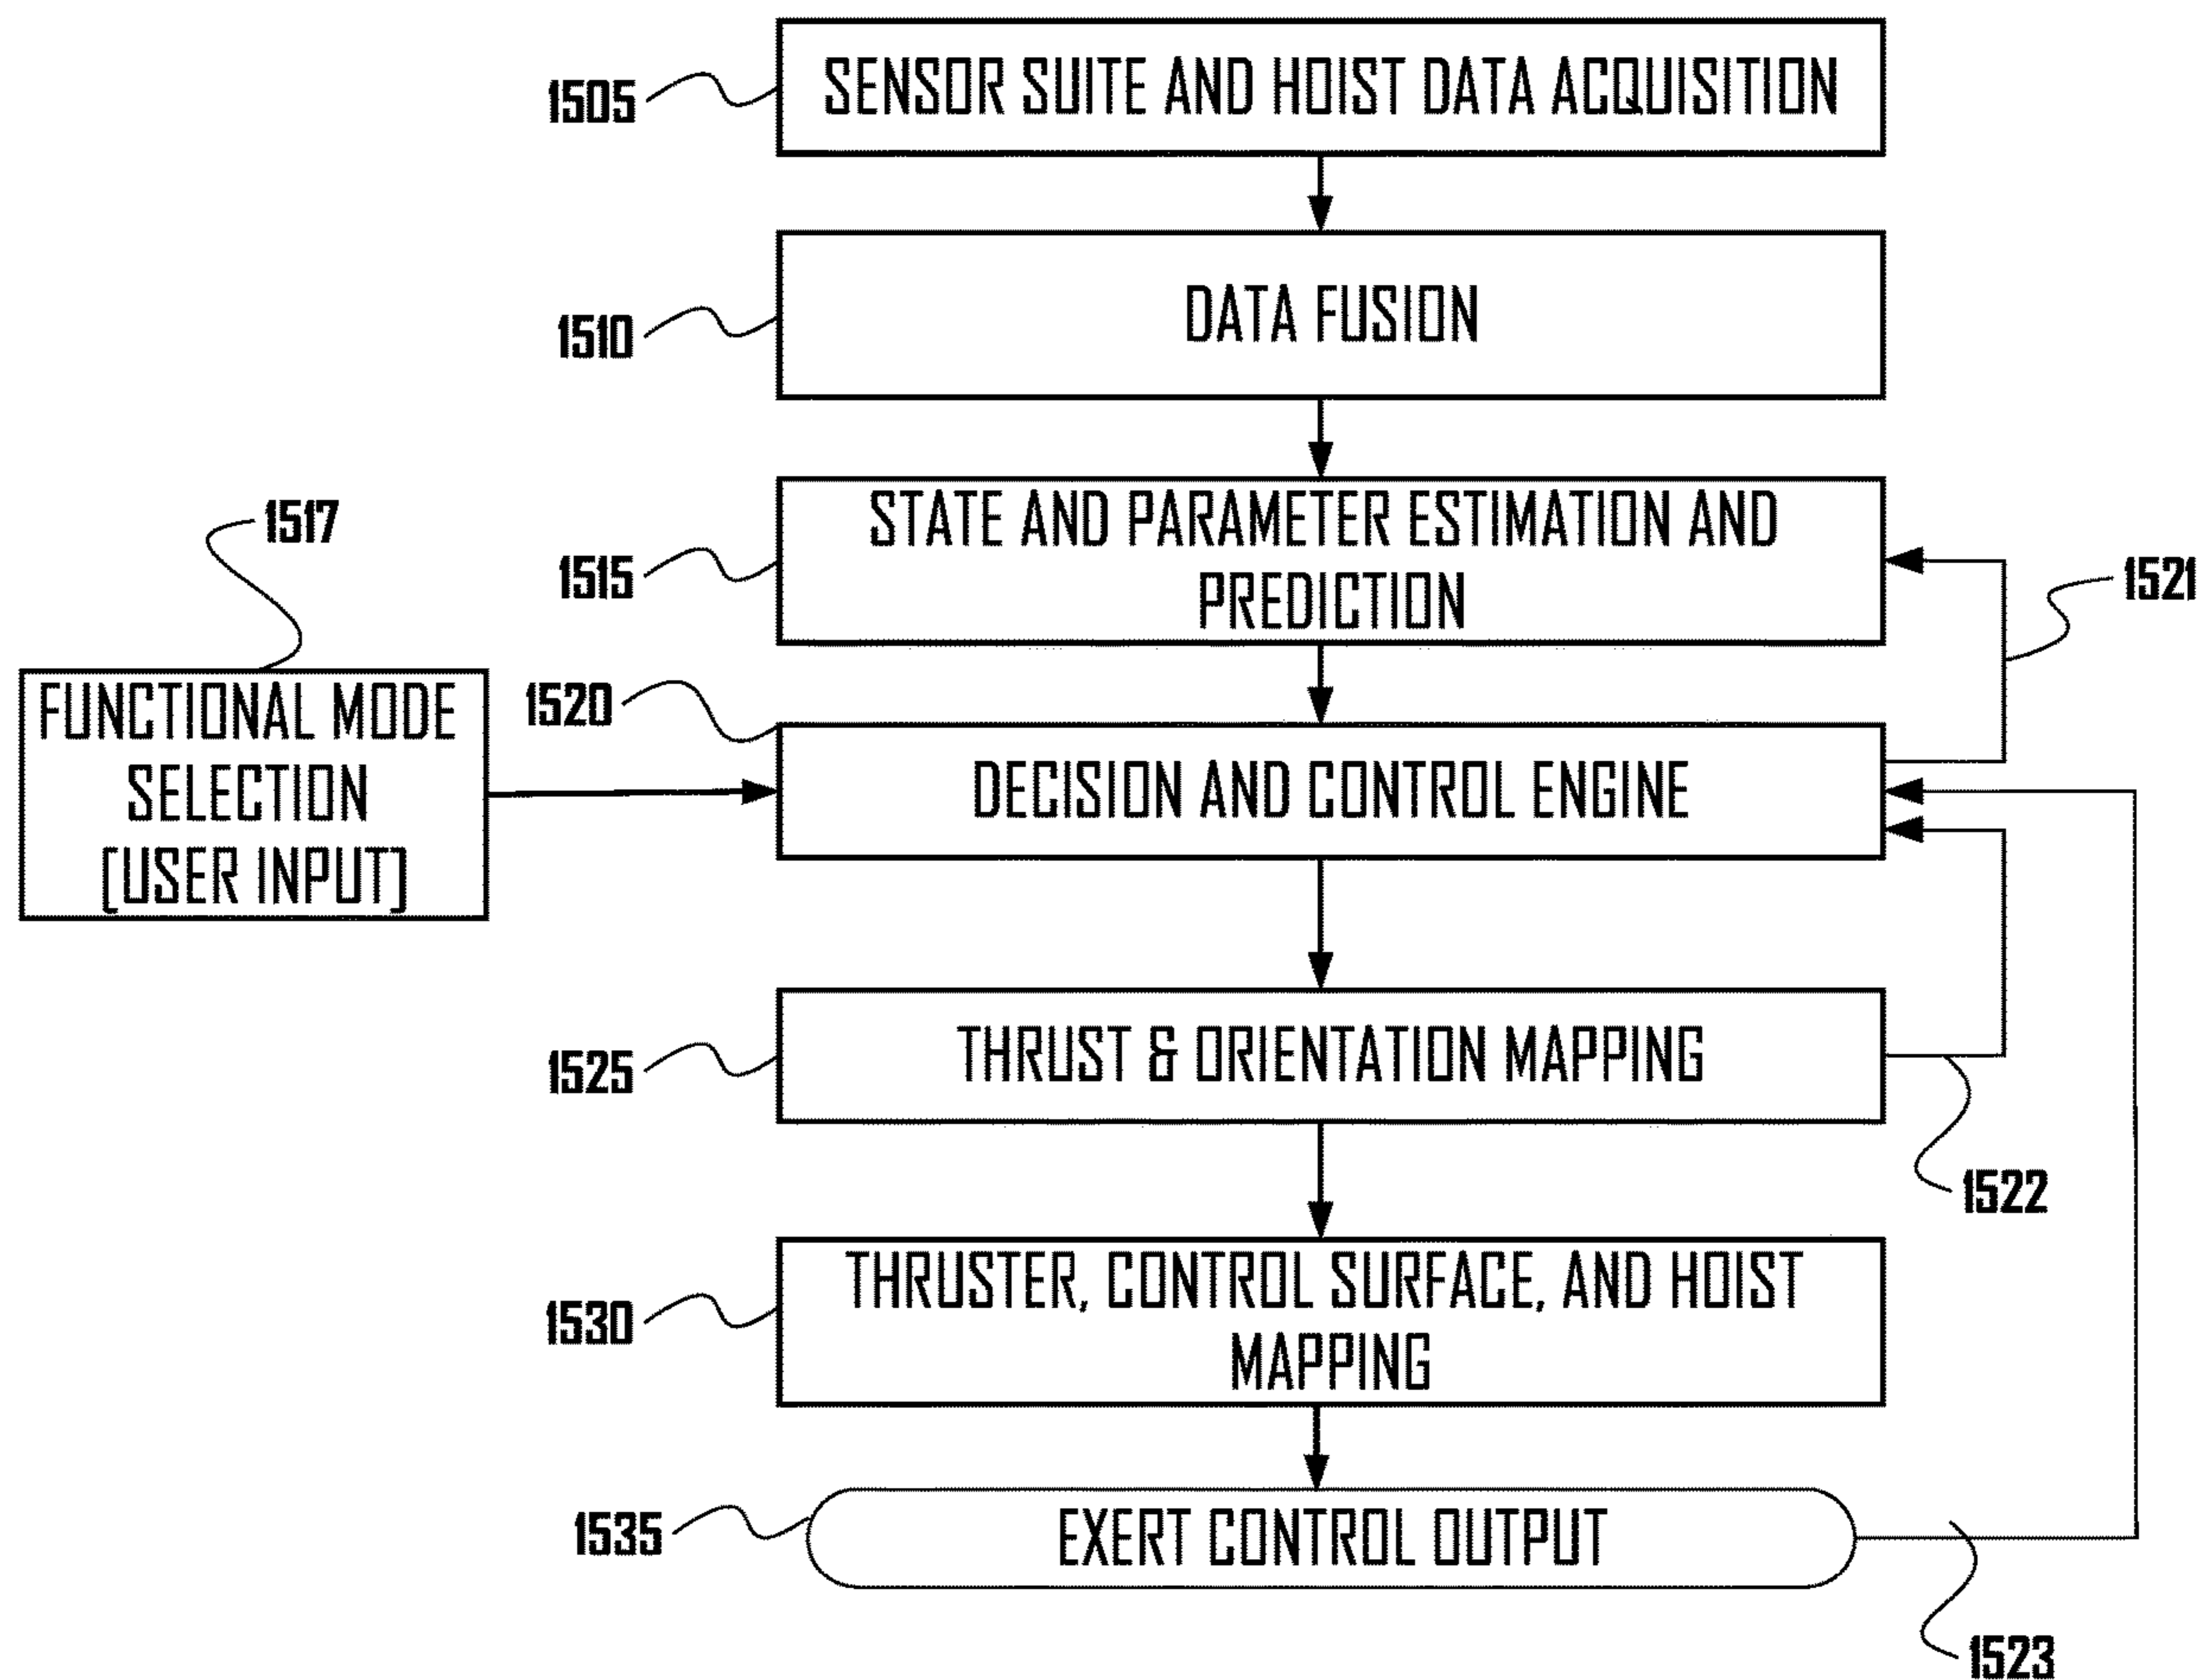 1505
SENSOR SUITE AND HOIST DATA ACQUISITION
1510
DATA FUSION
1515
STATE AND PARAMETER ESTIMATION AND
PREDICTION
1517
FUNCTIONAL MODE
SELECTION
[USER INPUT]
1520
DECISION AND CONTROL ENGINE
1521
1525
THRUST & ORIENTATION MAPPING
1522
1530
THRUSTER, CONTROL SURFACE, AND HOIST
MAPPING
1535
EXERT CONTROL OUTPUT
1523